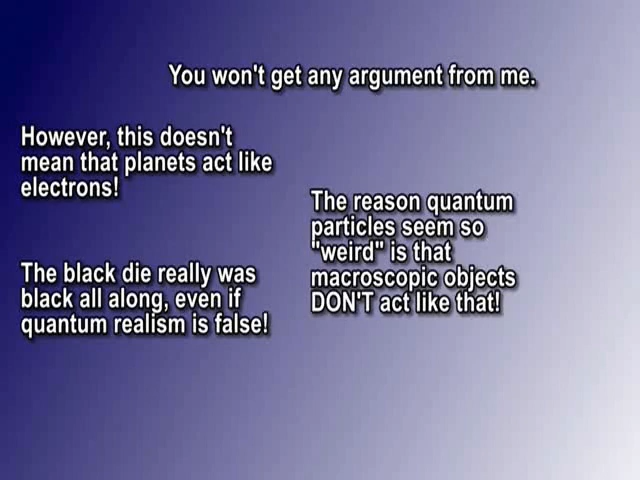 You won't get any argument from me.
However, this doesn't
mean that planets act like
electrons!
The reason quantum
particles seem so
"weird" is that
macroscopic objects
DON'T act like that!
The black die really was
black all along, even if
quantum realism is false!